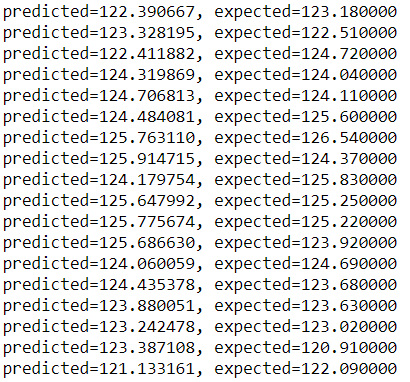 predicted=122.390667, expected=123.180000
predicted=123.328195, expected=122.510000
predicted=122.411882, expected=124.720000
predicted=124.319869, expected=124.040000
predicted=124.706813, expected=124.110000
predicted=124.484081, expected=125.600000
predicted=125.763110, expected=126.540000
predicted=125.914715, expected=124.370000
predicted=124.179754, expected=125.830000
predicted=125.647992, expected=125.250000
predicted=125.775674, expected=125.220000
predicted=125.686630, expected=123.920000
predicted=124.060059, expected=124.690000
predicted=124.435378, expected=123.680000
predicted=123.880051, expected=123.630000
predicted=123.242478, expected=123.020000
predicted=123.387108, expected=120.910000
predicted=121.133161, expected=122.090000